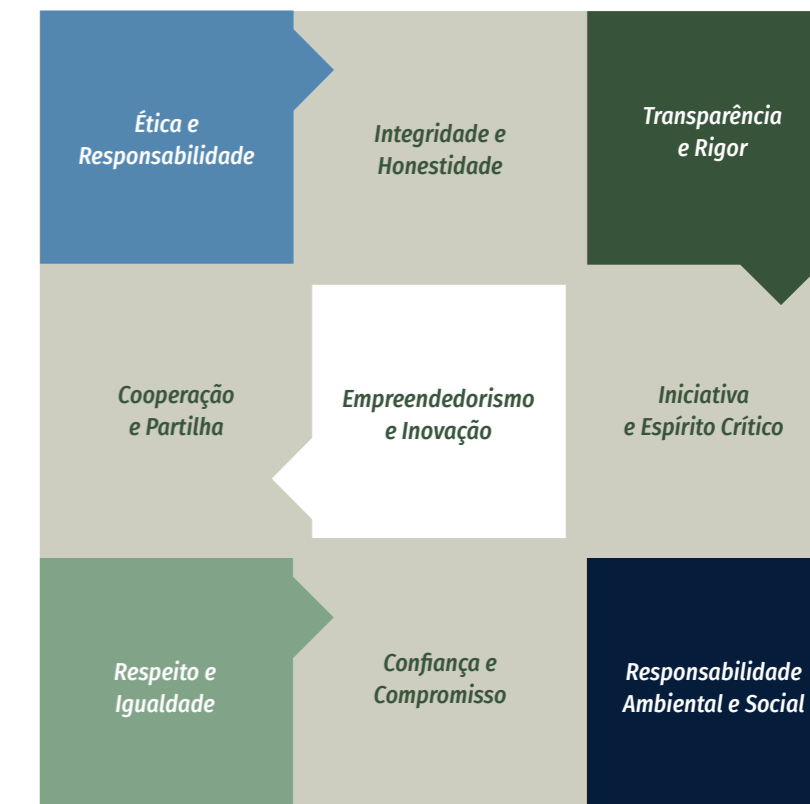 Ética e
Responsabilidade
Integridade e
Honestidade
Transparência
e Rigor
Cooperação
e Partilha
Empreendedorismo
e Inovação
Iniciativa
e Espírito Crítico
Respeito e
Igualdade
Confiança e
Compromisso
Responsabilidade
Ambiental e Social